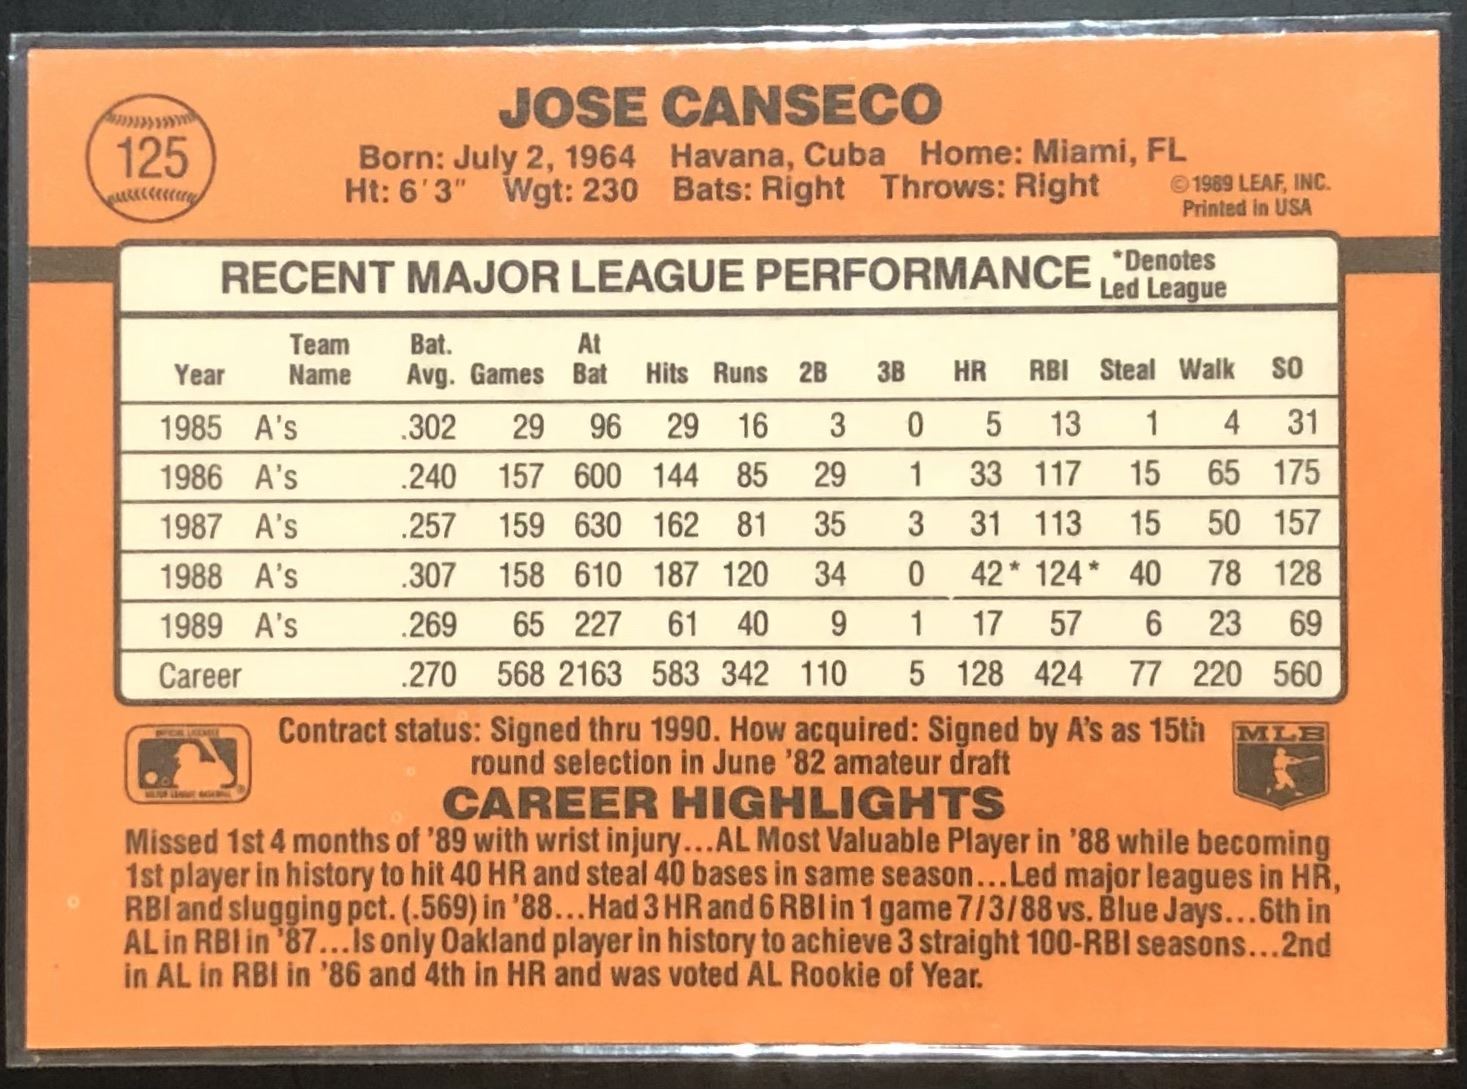 125
JOSE CANSECO
Born: July 2, 1964 Havana, Cuba Home: Miami, FL
Ht: 6'3" Wgt: 230 Bats: Right Throws: Right
©1989 LEAF, INC.
Printed in USA
RECENT MAJOR LEAGUE PERFORMANCE *Denotes
Led League
Year Team Name Bat. Avg. Games At Bat Hits Runs 2B 3B HR RBI Steal Walk SO
1985 A's .302 29 96 29 16 3 0 5 13 1 4 31
1986 A's .240 157 600 144 85 29 1 33 117 15 65 175
1987 A's .257 159 630 162 81 35 3 31 113 15 50 157
1988 A's .307 158 610 187 120 34 0 42* 124* 40 78 128
1989 A's .269 65 227 61 40 9 1 17 57 6 23 69
Career .270 568 2163 583 342 110 5 128 424 77 220 560
Contract status: Signed thru 1990. How acquired: Signed by A's as 15th
round selection in June '82 amateur draft
MLB
CAREER HIGHLIGHTS
Missed 1st 4 months of '89 with wrist injury...AL Most Valuable Player in '88 while becoming
1st player in history to hit 40 HR and steal 40 bases in same season...Led major leagues in HR,
RBI and slugging pct. (.569) in '88...Had 3 HR and 6 RBI in 1 game 7/3/88 vs. Blue Jays...6th in
AL in RBI in '87...Is only Oakland player in history to achieve 3 straight 100-RBI seasons...2nd
in AL in RBI in '86 and 4th in HR and was voted AL Rookie of Year.